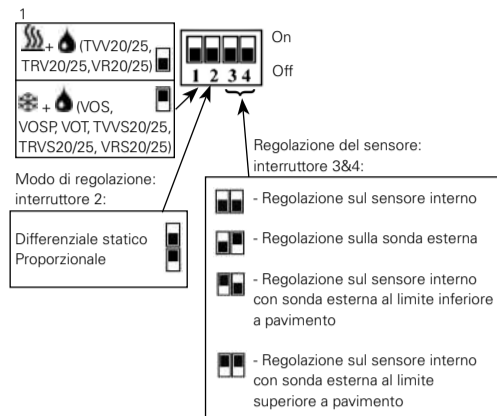 1
+ (TVV20/25,
TRV20/25,VR20/25)
+ (VOS,
VOSP, VOT, TVVS20/25,
TRVS20/25, VRS20/25)
On
Off
1 2 3 4
Modo di regolazione:
interruttore 2:
Differenziale statico
Proporzionale
Regolazione del sensore:
interruttore 3&4:
- Regolazione sul sensore interno
- Regolazione sulla sonda esterna
- Regolazione sul sensore interno
con sonda esterna al limite inferiore
a pavimento
- Regolazione sul sensore interno
con sonda esterna al limite
superiore a pavimento